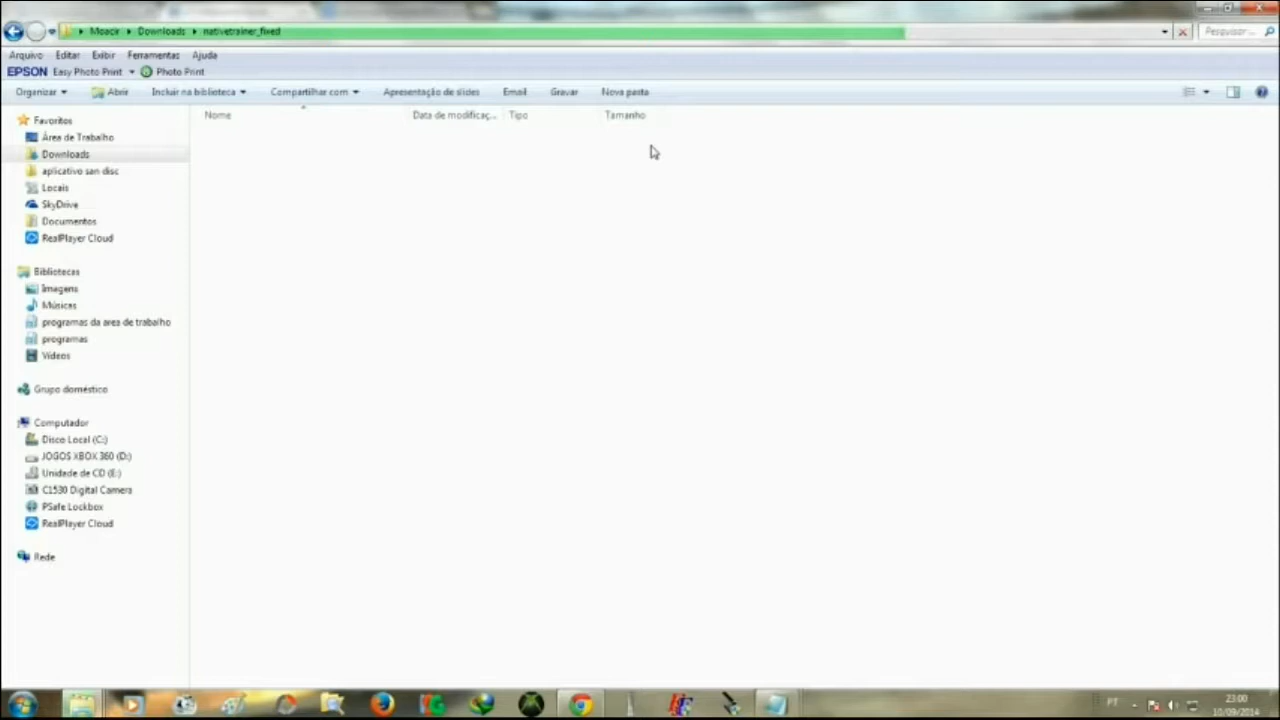 Moacir ▸ Downloads ▸ nativetrainer_fixed
Pesquisar...
Arquivo Editar Exibir Ferramentas Ajuda
EPSON Easy Photo Print Photo Print
Organizar Abrir Incluir na biblioteca Compartilhar com Apresentação de slides Email Gravar Nova pasta
Nome Data de modificaç... Tipo Tamanho
Favoritos
Área de Trabalho
Downloads
aplicativo san disc
Locais
SkyDrive
Documentos
RealPlayer Cloud
Bibliotecas
Imagens
Músicas
programas da area de trabalho
programas
Vídeos
Grupo doméstico
Computador
Disco Local (C:)
JOGOS XBOX 360 (D:)
Unidade de CD (E:)
C1530 Digital Camera
PSafe Lockbox
RealPlayer Cloud
Rede
PT
23:00
10/09/2014